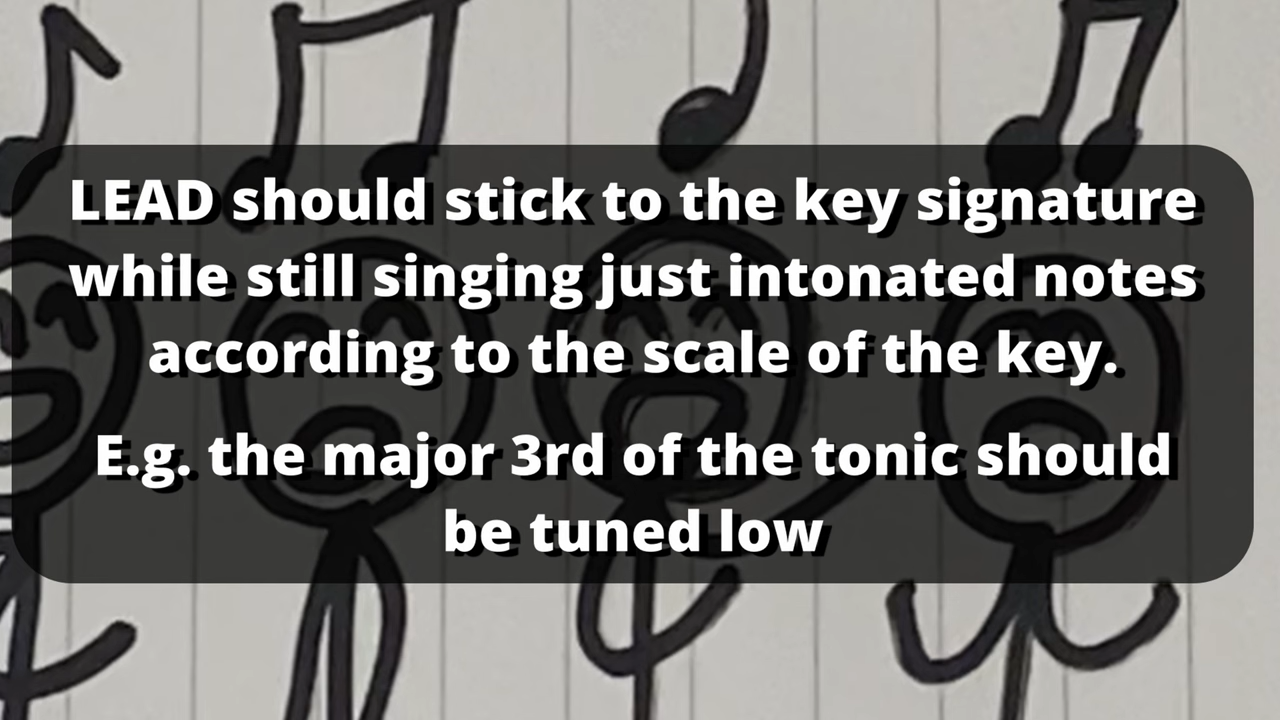 LEAD should stick to the key signature
while still singing just intonated notes
according to the scale of the key.
E.g. the major 3rd of the tonic should
be tuned low